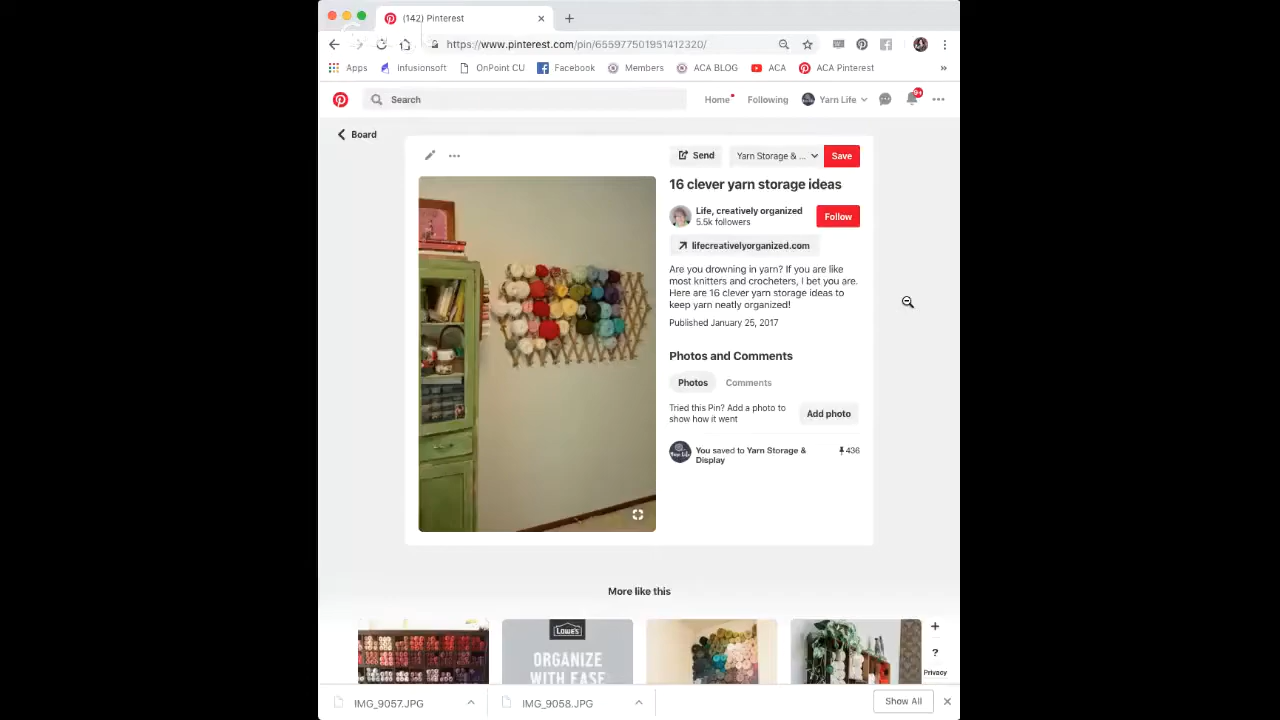 (142) Pinterest
https://www.pinterest.com/pin/655977501951412320/
Apps
infusionsoft
OnPoint CU
Facebook
Members
ACA BLOG
ACA
ACA Pinterest
»
Search
Home
Following
Yarn Life
9+
Board
Send
Yarn Storage & ...
Save
16 clever yarn storage ideas
Life, creatively organized
5.5k followers
Follow
lifecreativelyorganized.com
Are you drowning in yarn? If you are like
most knitters and crocheters, I bet you are.
Here are 16 clever yarn storage ideas to
keep yarn neatly organized!
Published January 25, 2017
Photos and Comments
Photos
Comments
Tried this Pin? Add a photo to
show how it went
Add photo
You saved to Yarn Storage &
Display
436
More like this
LOWE'S
ORGANIZE
WITH EASE
+
?
Privacy
IMG_9057.JPG
IMG_9058.JPG
Show All